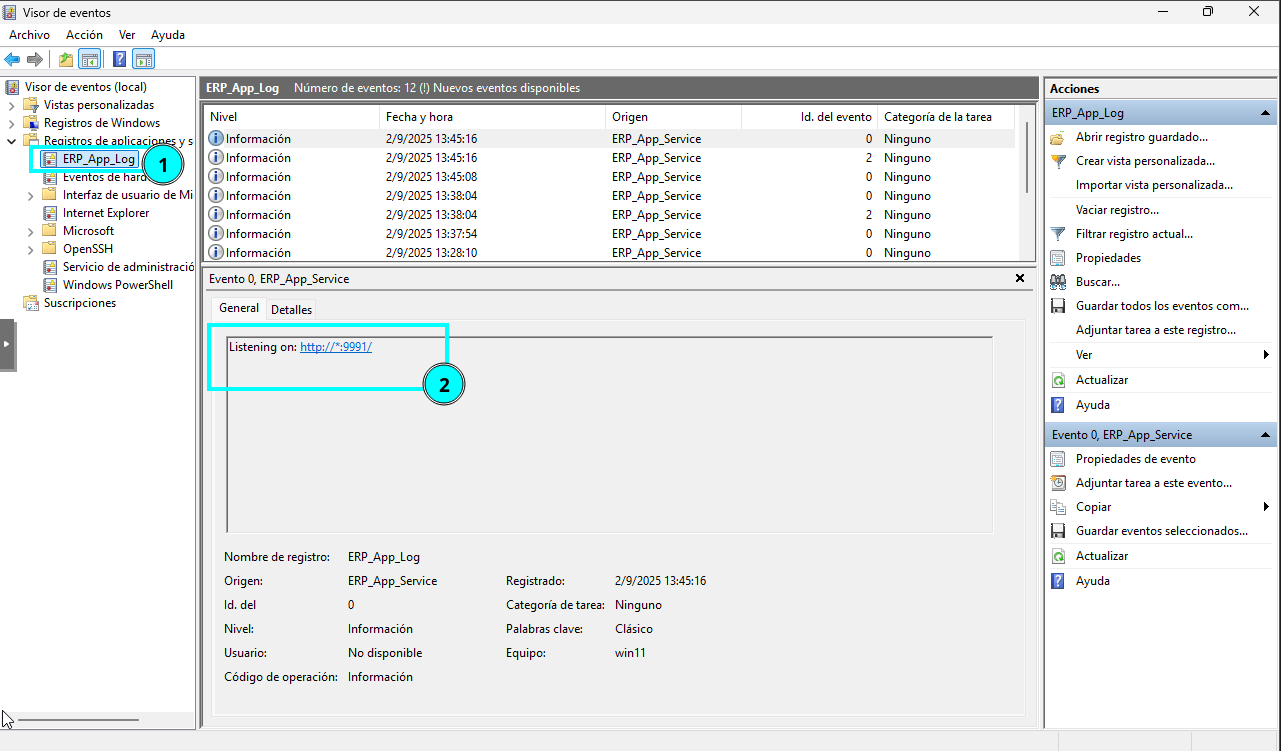 Visor de eventos
Archivo Acción Ver Ayuda
Visor de eventos (local)
Vistas personalizadas
Registros de Windows
Registros de aplicaciones y s
ERP_App_Log
1
Eventos de hard
Interfaz de usuario de Mi
Internet Explorer
Microsoft
OpenSSH
Servicio de administració
Windows PowerShell
Suscripciones
ERP_App_Log Número de eventos: 12 (!) Nuevos eventos disponibles
Nivel Fecha y hora Origen Id. del evento Categoría de la tarea
Información 2/9/2025 13:45:16 ERP_App_Service 0 Ninguno
Información 2/9/2025 13:45:16 ERP_App_Service 2 Ninguno
Información 2/9/2025 13:45:08 ERP_App_Service 0 Ninguno
Información 2/9/2025 13:38:04 ERP_App_Service 0 Ninguno
Información 2/9/2025 13:38:04 ERP_App_Service 2 Ninguno
Información 2/9/2025 13:37:54 ERP_App_Service 0 Ninguno
Información 2/9/2025 13:28:10 ERP_App_Service 0 Ninguno
Evento 0, ERP_App_Service
General Detalles
Listening on: http://*:9991/
2
Nombre de registro: ERP_App_Log
Origen: ERP_App_Service Registrado: 2/9/2025 13:45:16
Id. del 0 Categoría de tarea: Ninguno
Nivel: Información Palabras clave: Clásico
Usuario: No disponible Equipo: win11
Código de operación: Información
Acciones
ERP_App_Log
Abrir registro guardado...
Crear vista personalizada...
Importar vista personalizada...
Vaciar registro...
Filtrar registro actual...
Propiedades
Buscar...
Guardar todos los eventos com...
Adjuntar tarea a este registro...
Ver
Actualizar
Ayuda
Evento 0, ERP_App_Service
Propiedades de evento
Adjuntar tarea a este evento...
Copiar
Guardar eventos seleccionados...
Actualizar
Ayuda